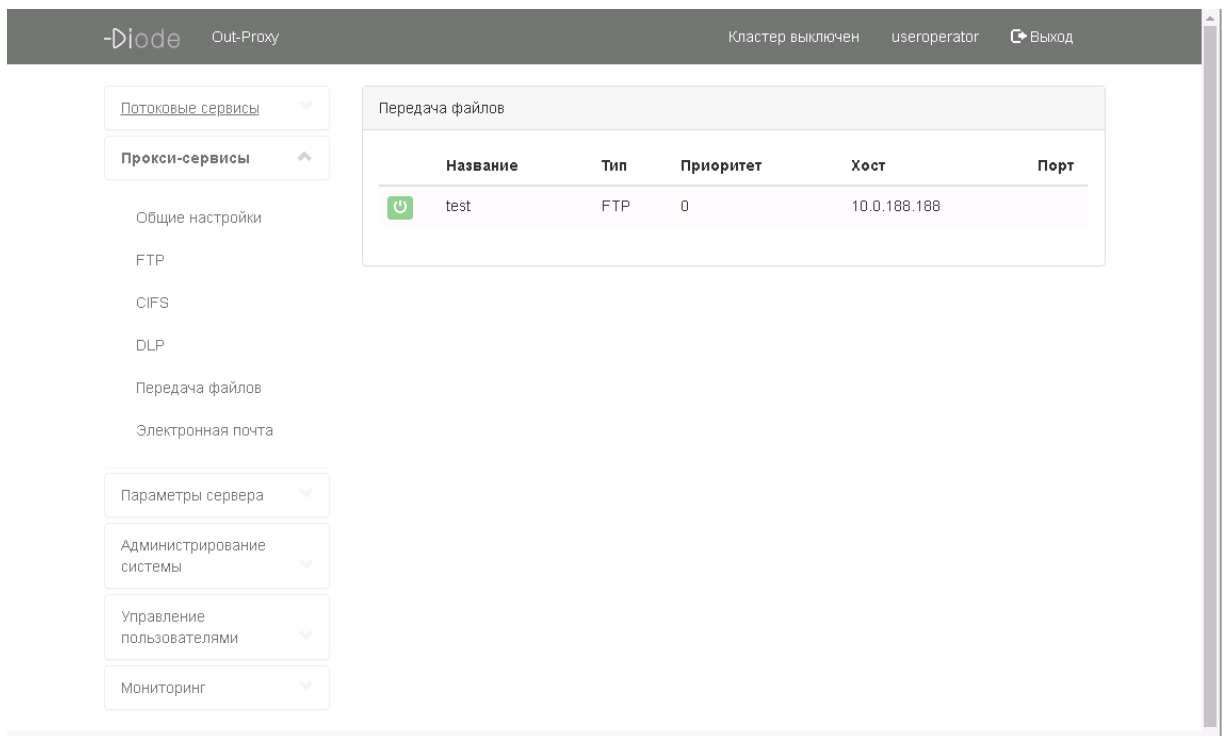 -Diode Out-Proxy Кластер выключен useroperator Выход
Потоковые сервисы
Прокси-сервисы
Общие настройки
FTP
CIFS
DLP
Передача файлов
Электронная почта
Параметры сервера
Администрирование
системы
Управление
пользователями
Мониторинг
Передача файлов
Название Тип Приоритет Хост Порт
test FTP 0 10.0.188.188